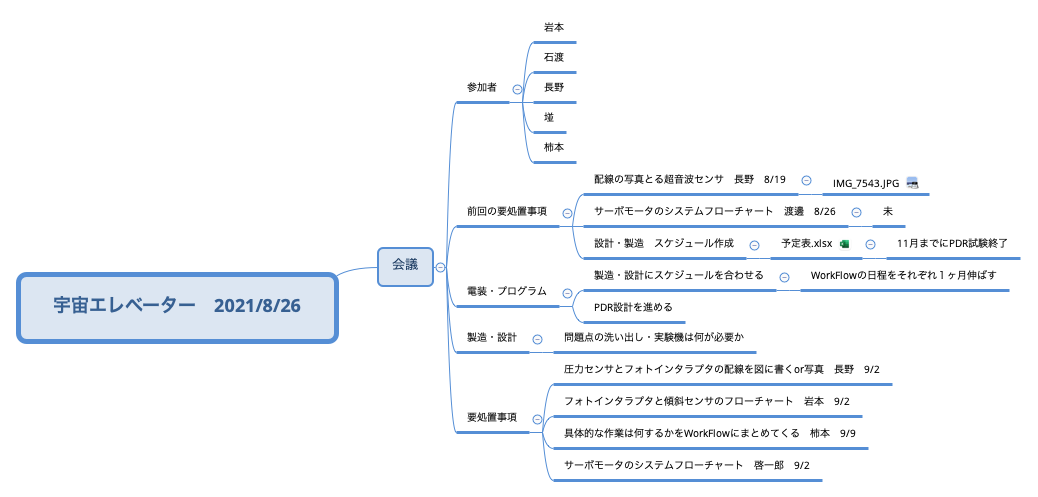 宇宙エレベーター　2021/8/26
会議
参加者
岩本
石渡
長野
墔
柿本
前回の要処置事項
配線の写真とる超音波センサ　長野　8/19
IMG_7543.JPG
サーボモータのシステムフローチャート　渡邊　8/26
未
設計・製造　スケジュール作成
予定表.xlsx
11月までにPDR試験終了
電装・プログラム
製造・設計にスケジュールを合わせる
WorkFlowの日程をそれぞれ１ヶ月伸ばす
PDR設計を進める
製造・設計
問題点の洗い出し・実験機は何が必要か
要処置事項
圧力センサとフォトインタラプタの配線を図に書くor写真　長野　9/2
フォトインタラプタと傾斜センサのフローチャート　岩本　9/2
具体的な作業は何するかをWorkFlowにまとめてくる　柿本　9/9
サーボモータのシステムフローチャート　啓一郎　9/2